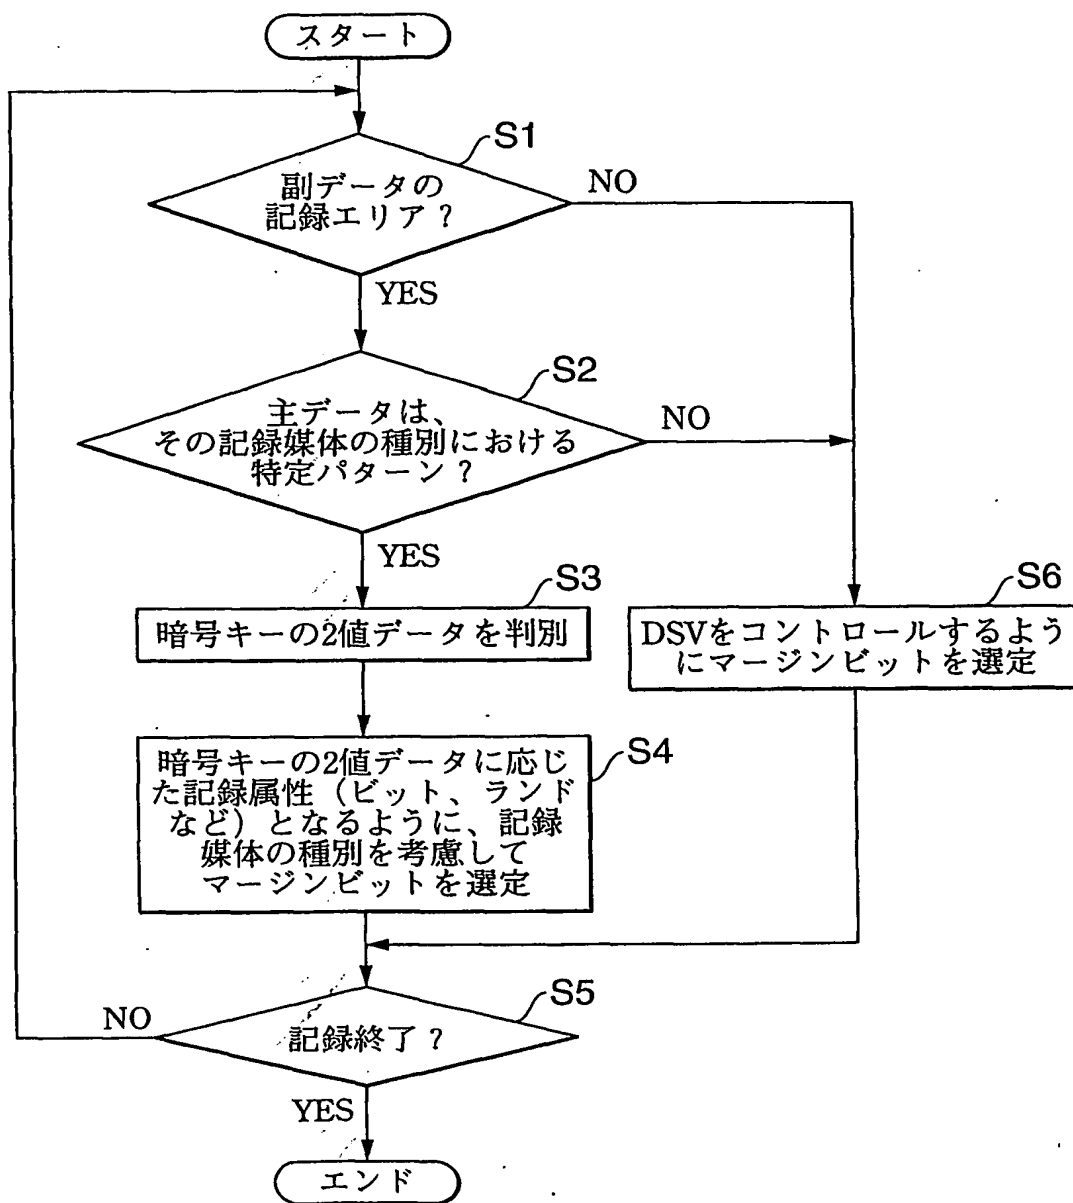 スタート
S1
副データの
記録エリア？
NO
YES
S2
主データは、
その記録媒体の種別における
特定パターン？
NO
YES
S3
暗号キーの2値データを判別
S6
DSVをコントロールするよう
にマージンビットを選定
S4
暗号キーの2値データに応じ
た記録属性（ピット、ランド
など）となるように、記録
媒体の種別を考慮して
マージンビットを選定
S5
記録終了？
NO
YES
エンド